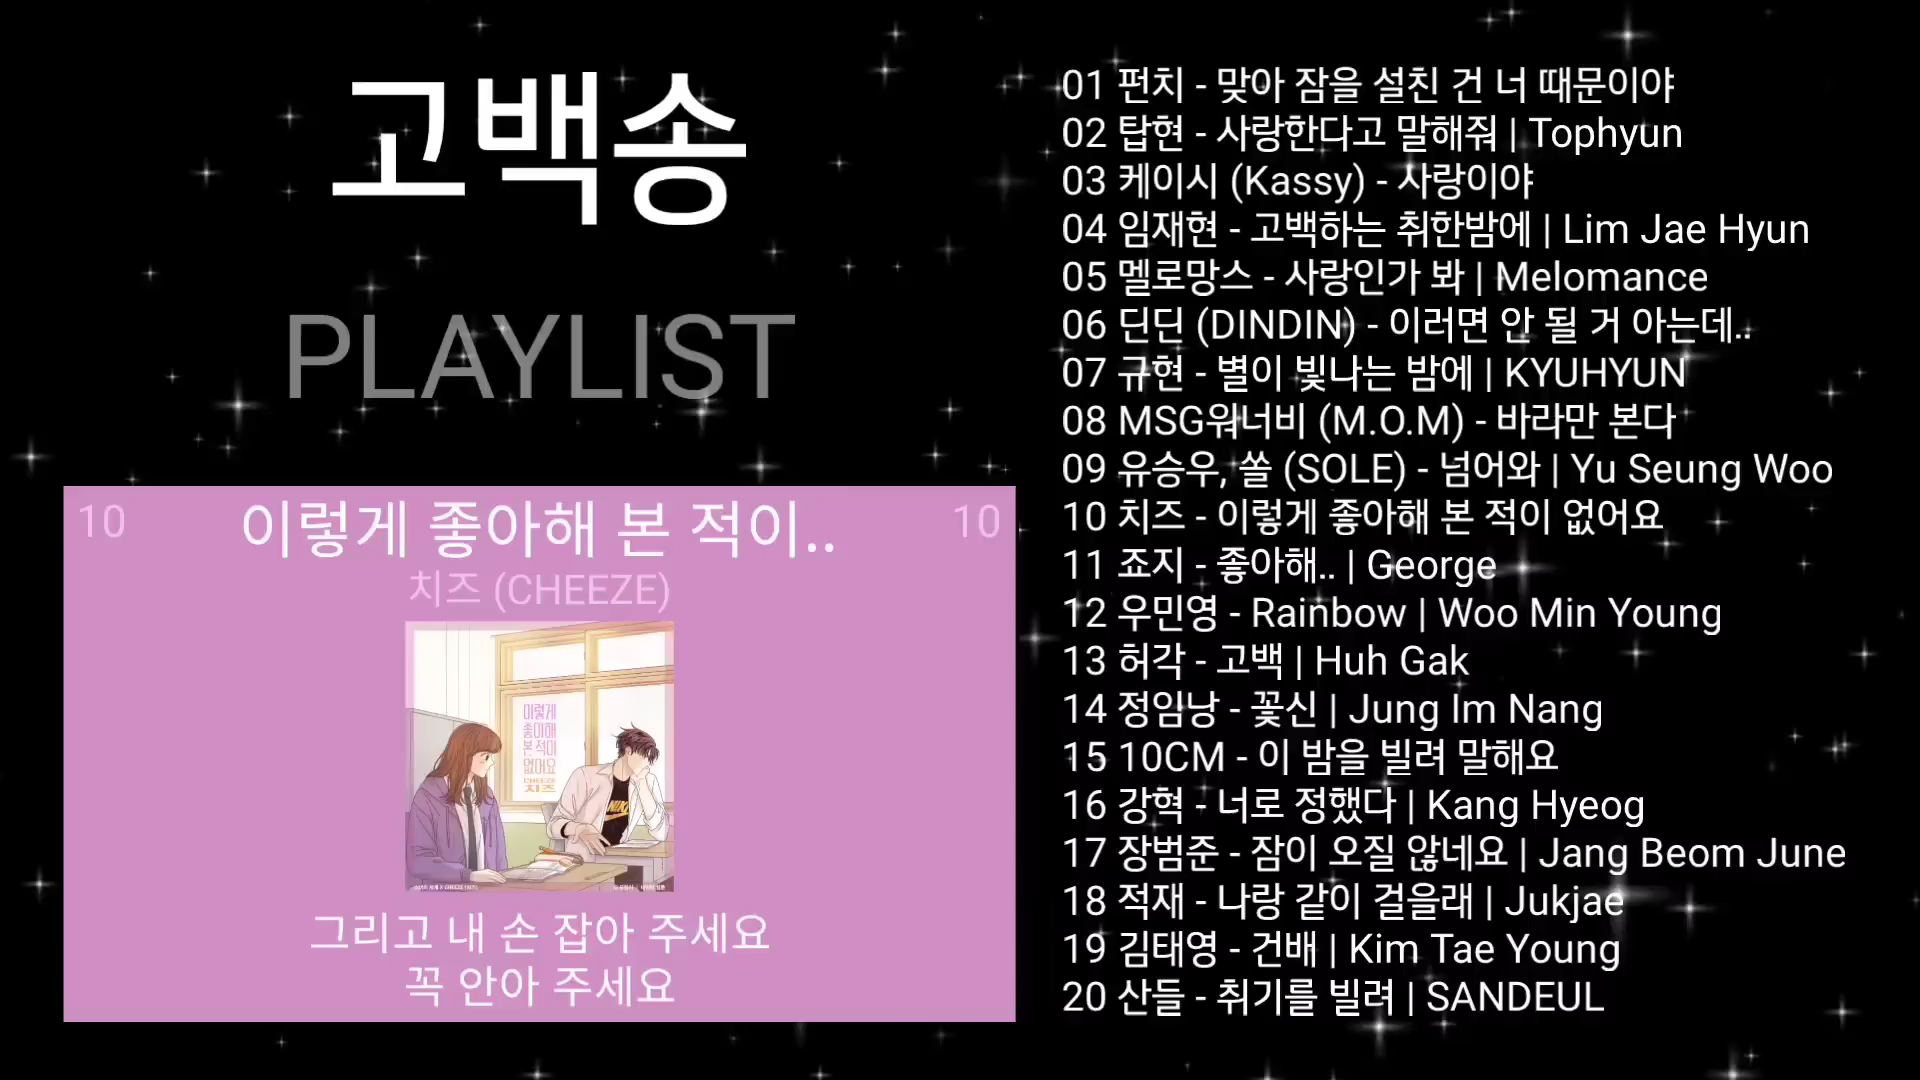 고백송
PLAYLIST
10 이렇게 좋아해 본 적이.. 10
치즈 (CHEEZE)
이렇게
좋아해
본 적이
없어요
CHEEZE
치즈
NIKE
그리고 내 손 잡아 주세요
꼭 안아 주세요
01 펀치 - 맞아 잠을 설친 건 너 때문이야
02 탑현 - 사랑한다고 말해줘 | Tophyun
03 케이시 (Kassy) - 사랑이야
04 임재현 - 고백하는 취한밤에 | Lim Jae Hyun
05 멜로망스 - 사랑인가 봐 | Melomance
06 딘딘 (DINDIN) - 이러면 안 될 거 아는데..
07 규현 - 별이 빛나는 밤에 | KYUHYUN
08 MSG워너비 (M.O.M) - 바라만 본다
09 유승우, 쏠 (SOLE) - 넘어와 | Yu Seung Woo
10 치즈 - 이렇게 좋아해 본 적이 없어요
11 죠지 - 좋아해.. | George
12 우민영 - Rainbow | Woo Min Young
13 허각 - 고백 | Huh Gak
14 정임낭 - 꽃신 | Jung Im Nang
15 10CM - 이 밤을 빌려 말해요
16 강혁 - 너로 정했다 | Kang Hyeog
17 장범준 - 잠이 오질 않네요 | Jang Beom June
18 적재 - 나랑 같이 걸을래 | Jukjae
19 김태영 - 건배 | Kim Tae Young
20 산들 - 취기를 빌려 | SANDEUL